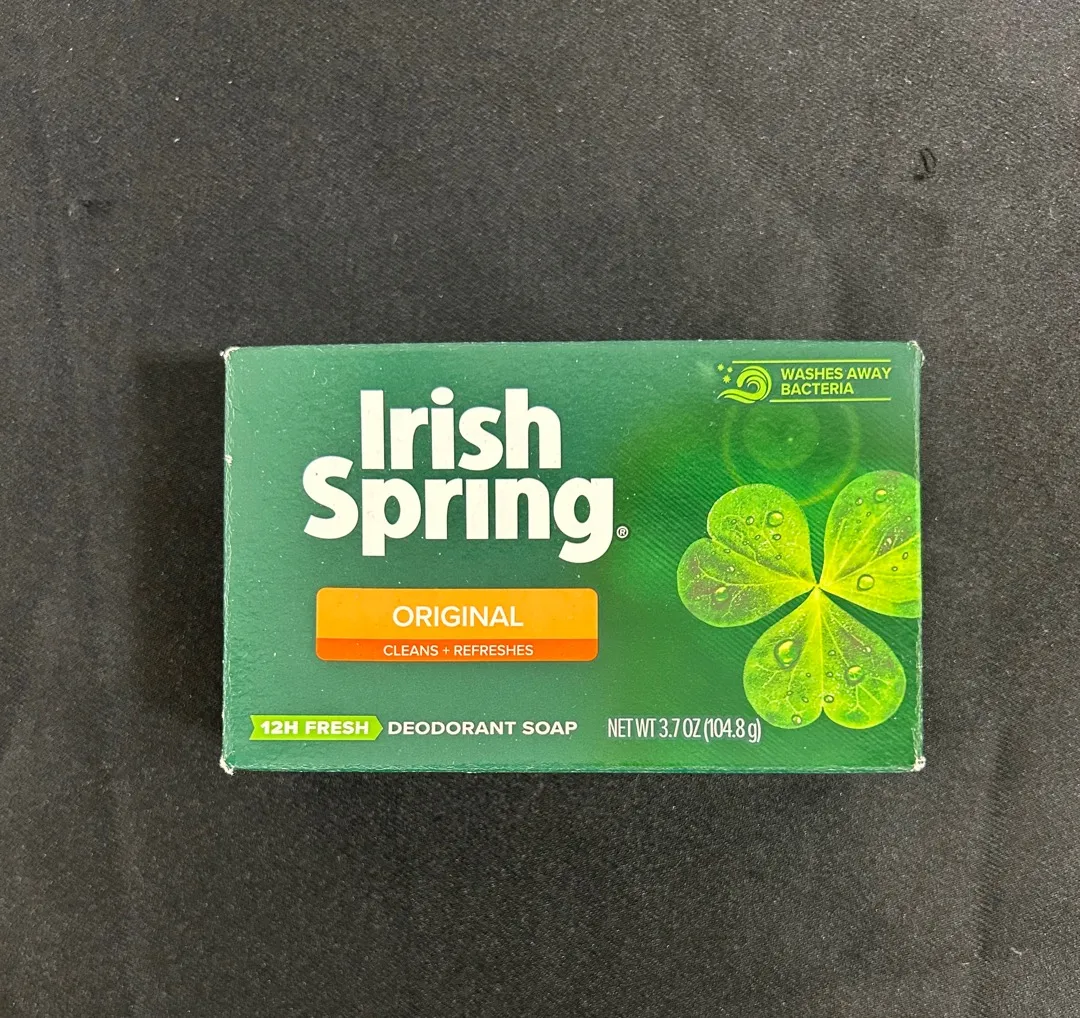 WASHES AWAY
BACTERIA
Irish
Spring®
ORIGINAL
CLEANS + REFRESHES
12H FRESH DEODORANT SOAP NET WT 3.7 OZ (104.8 g)